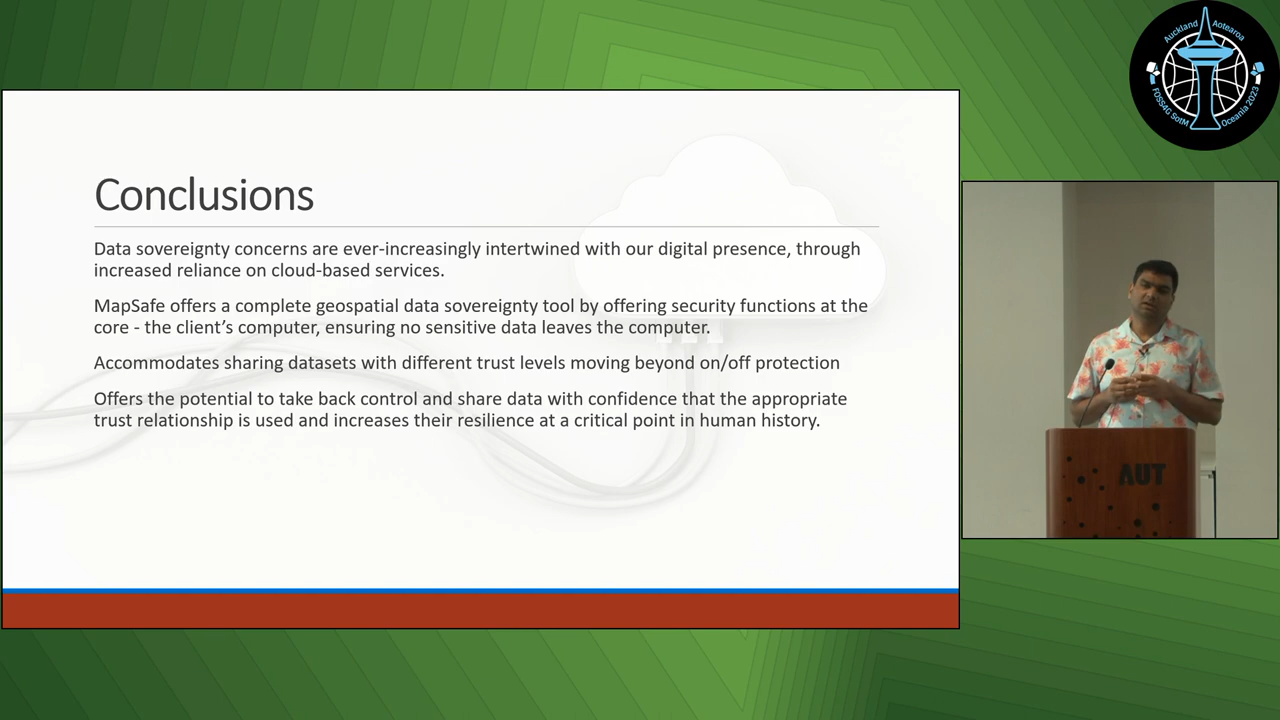 Conclusions
Data sovereignty concerns are ever-increasingly intertwined with our digital presence, through
increased reliance on cloud-based services.
MapSafe offers a complete geospatial data sovereignty tool by offering security functions at the
core - the client's computer, ensuring no sensitive data leaves the computer.
Accommodates sharing datasets with different trust levels moving beyond on/off protection
Offers the potential to take back control and share data with confidence that the appropriate
trust relationship is used and increases their resilience at a critical point in human history.
Auckland Aotearoa
FOSS4G SotM Oceania 2023
AUT